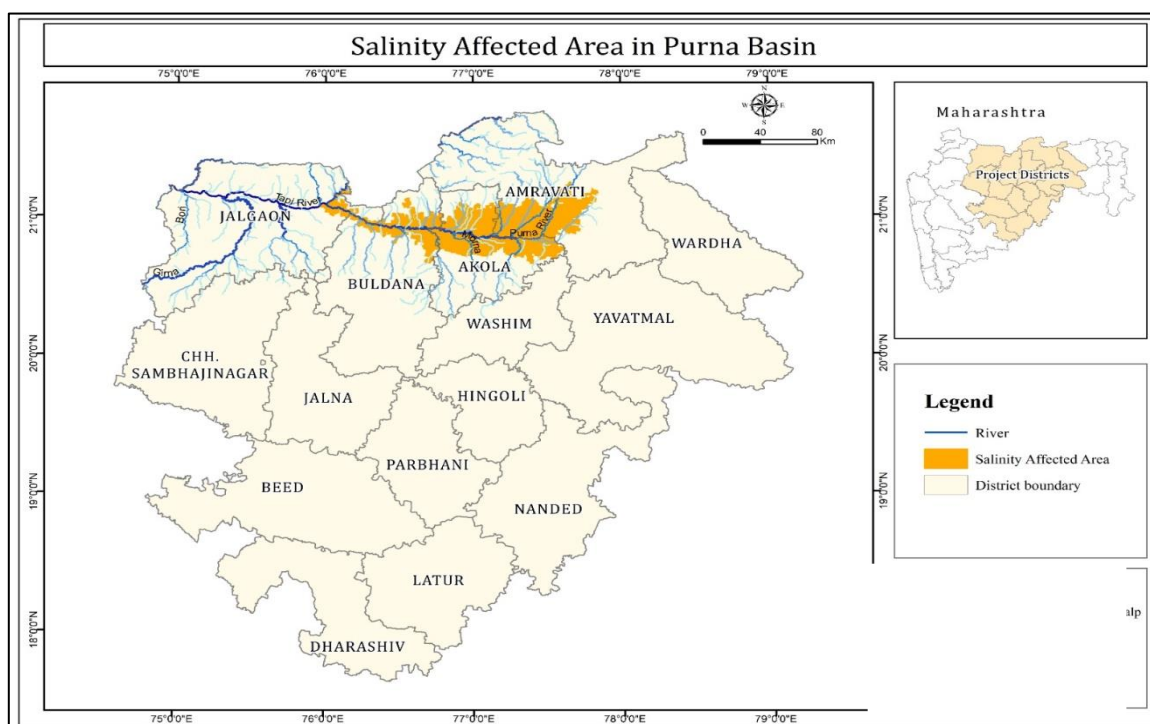 Salinity Affected Area in Purna Basin
75°0'0"E 76°0'0"E 77°0'0"E 78°0'0"E 79°0'0"E
0 40 80
Km
N
W E
S
Maharashtra
Project Districts
21°0'0"N
20°0'0"N
19°0'0"N
18°0'0"N
21°0'0"N
20°0'0"N
19°0'0"N
Tapi River
Bori
JALGAON
Girna
AMRAVATI
Purna River
AKOLA
BULDANA
WARDHA
WASHIM
YAVATMAL
CHH.
SAMBHAJINAGAR
JALNA
HINGOLI
PARBHANI
BEED
NANDED
LATUR
DHARASHIV
Legend
River
Salinity Affected Area
District boundary
alp
75°0'0"E 76°0'0"E 77°0'0"E 78°0'0"E 79°0'0"E